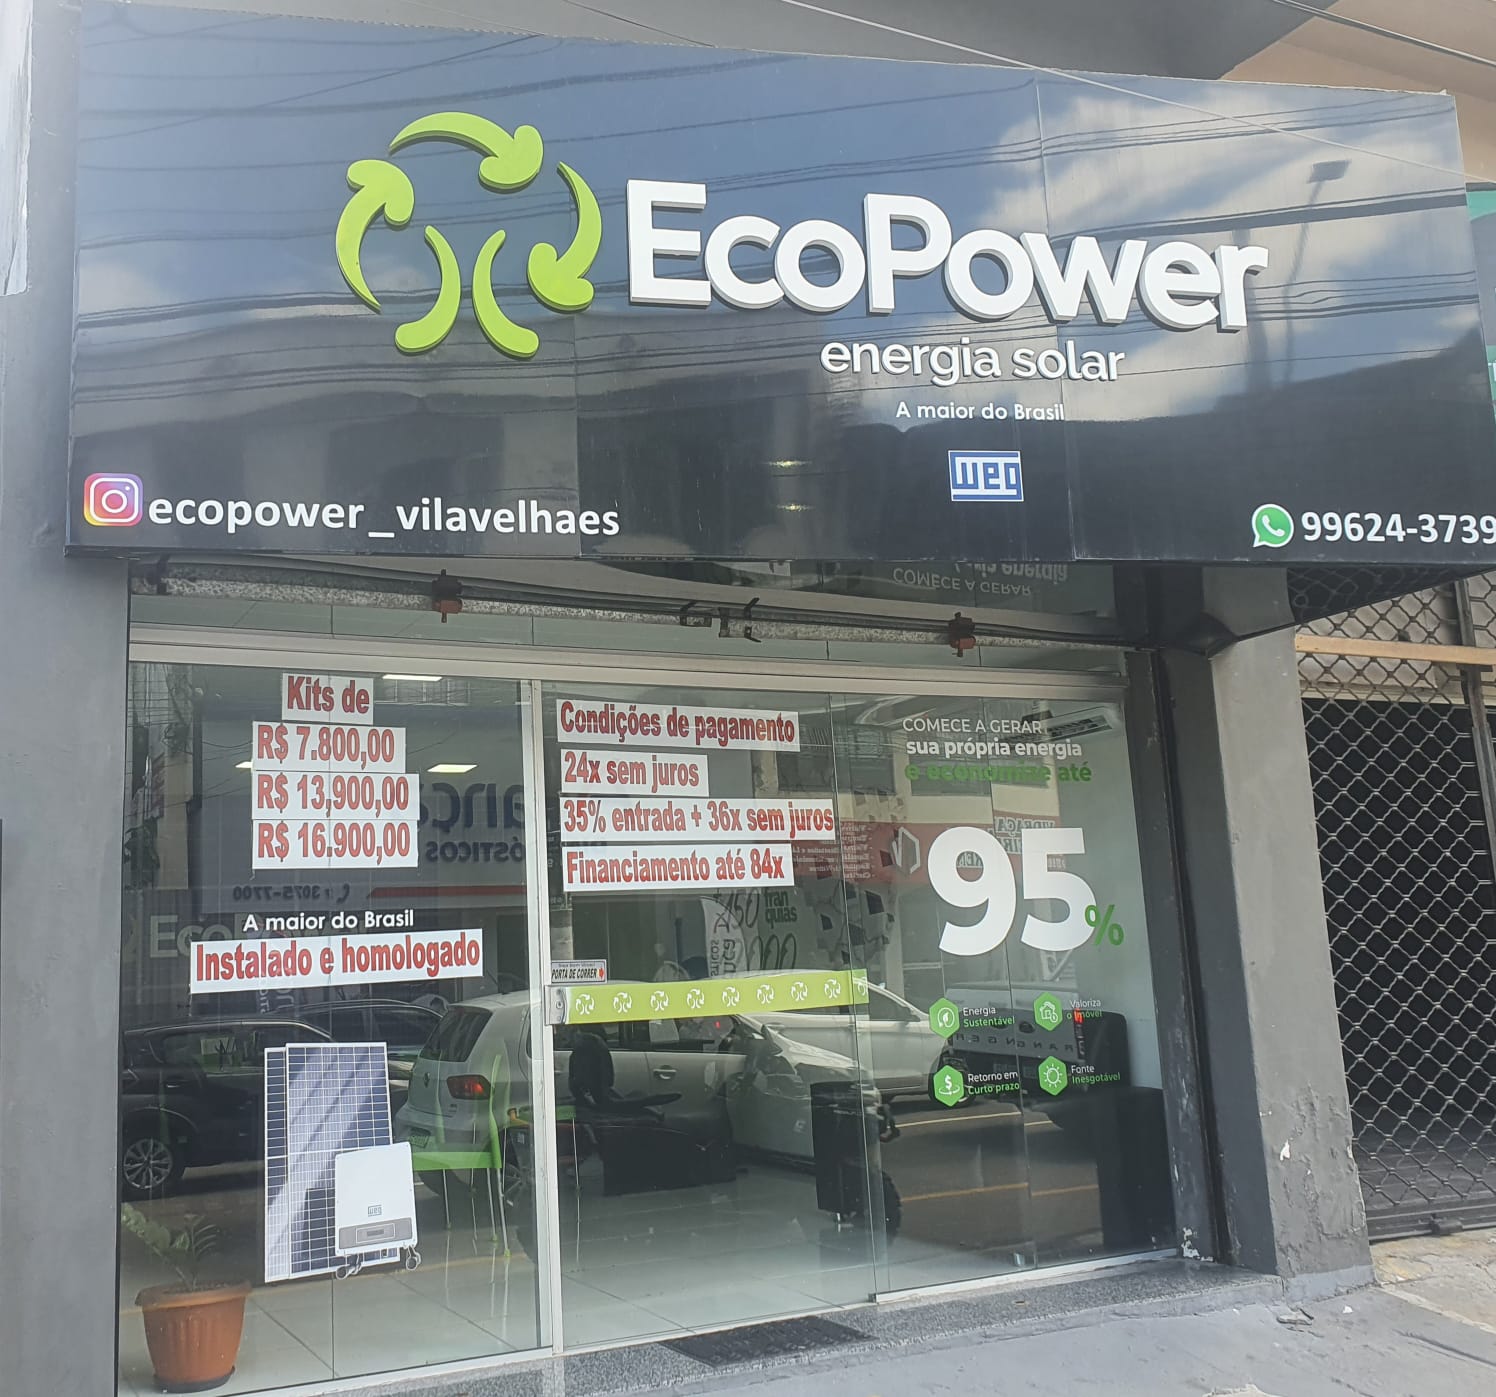 EcoPower
energia solar
A maior do Brasil
weg
ecopower_vilavelhaes
99624-3739
Kits de
R$ 7.800,00
R$ 13,900,00
R$ 16.900,00
A maior do Brasil
Instalado e homologado
Condições de pagamento
24x sem juros
35% entrada + 36x sem juros
Financiamento até 84x
PORTA DE CORRER
COMECE A GERAR
sua própria energia
e economize até
95%
Energia
Sustentável
Valoriza
o Imóvel
Retorno em
Curto prazo
Fonte
Inesgotável
weg